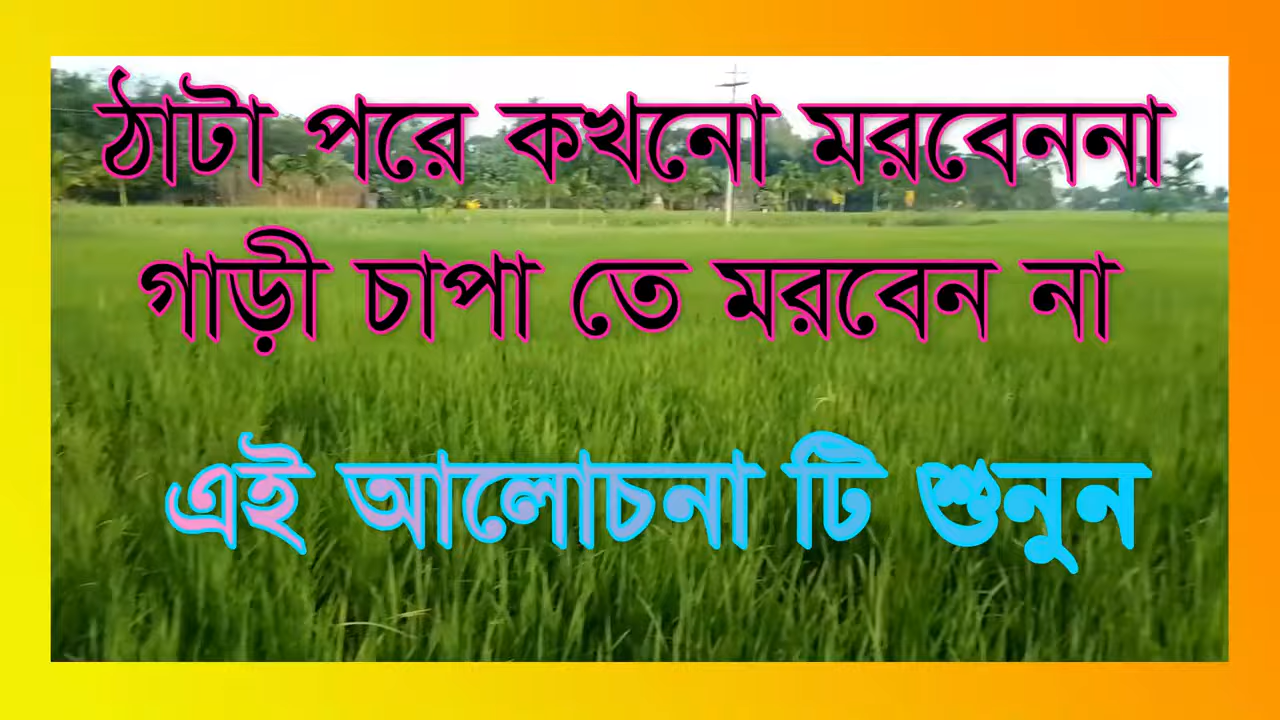 ঠাটা পরে কখনো মরবেননা
গাড়ী চাপা তে মরবেন না
এই আলোচনা টি শুনুন